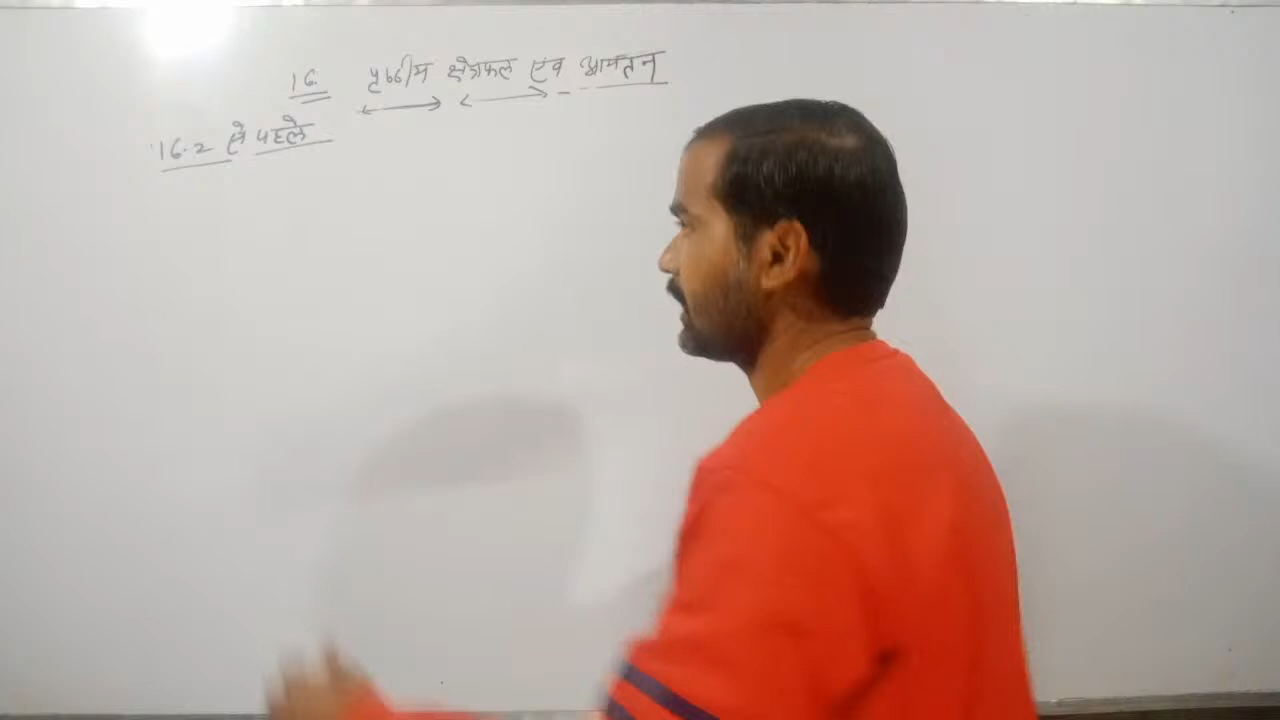 16. पृष्ठीय क्षेत्रफल एवं आयतन
16.2 से पहले